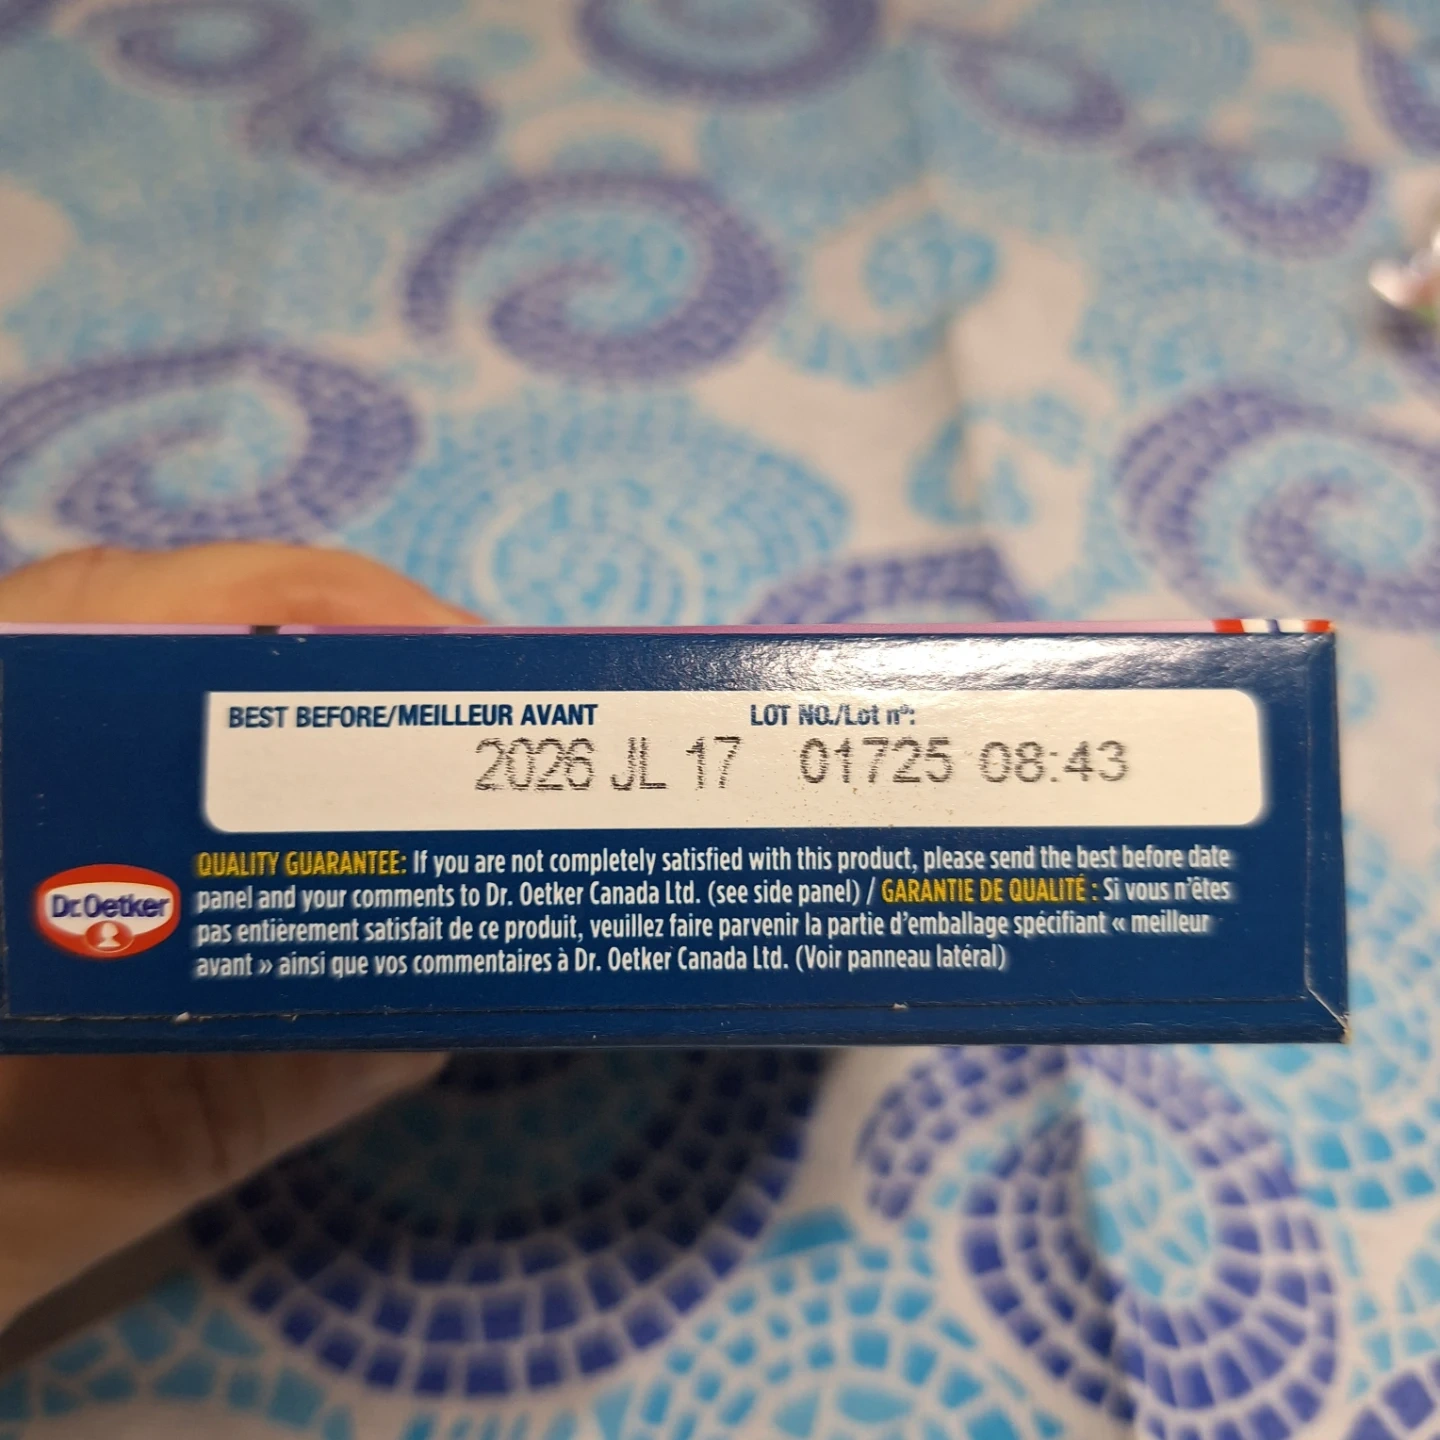 BEST BEFORE/MEILLEUR AVANT LOT NO./Lot nº:
2026 JL 17 01725 08:43
QUALITY GUARANTEE: If you are not completely satisfied with this product, please send the best before date
panel and your comments to Dr. Oetker Canada Ltd. (see side panel) / GARANTIE DE QUALITÉ : Si vous n'êtes
pas entièrement satisfait de ce produit, veuillez faire parvenir la partie d'emballage spécifiant « meilleur
avant » ainsi que vos commentaires à Dr. Oetker Canada Ltd. (Voir panneau latéral)
Dr. Oetker